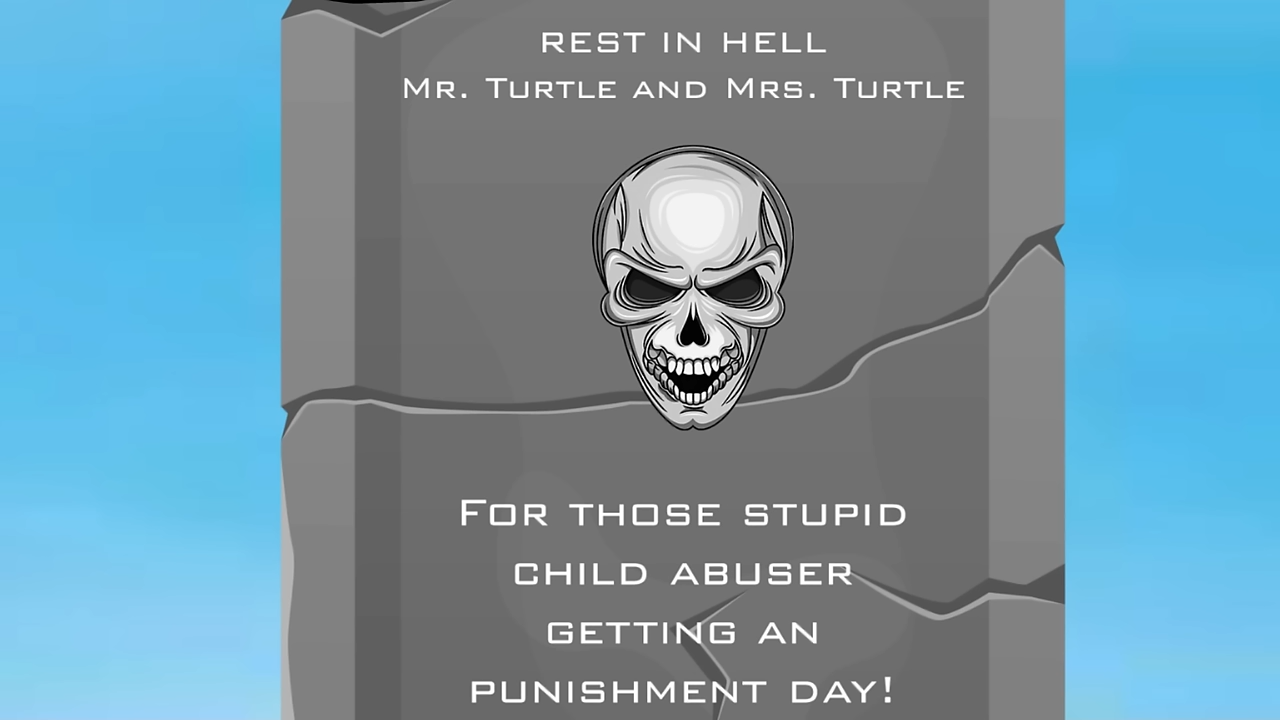 REST IN HELL
MR. TURTLE AND MRS. TURTLE
FOR THOSE STUPID
CHILD ABUSER
GETTING AN
PUNISHMENT DAY!